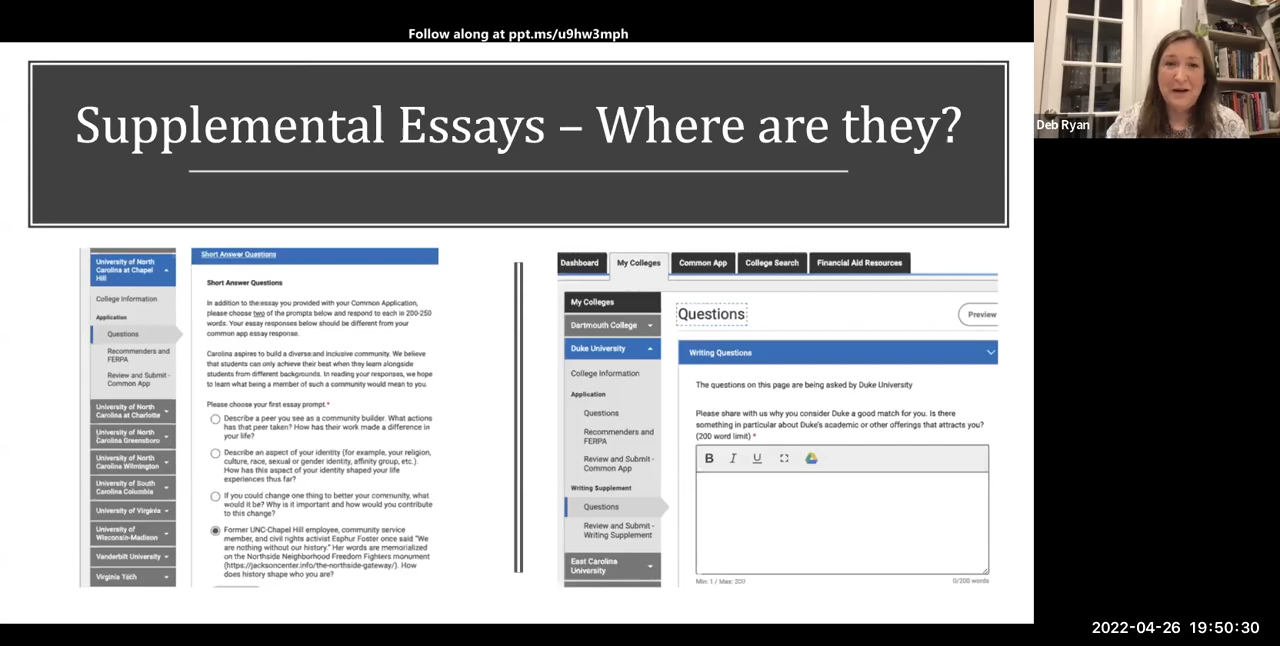 Follow along at ppt.ms/u9hw3mph
Deb Ryan
Supplemental Essays – Where are they?
University of North
Carolina at Chapel
Hill
College Information
Application
Questions
Recommenders and
FERPA
Review and Submit -
Common App
University of North
Carolina at Charlotte
University of North
Carolina Greensboro
University of North
Carolina Wilmington
University of South
Carolina Columbia
University of Virginia
University of
Wisconsin-Madison
Vanderbilt University
Virginia Tech
Short Answer Questions
Short Answer Questions
In addition to the essay you provided with your Common Application,
please choose two of the prompts below and respond to each in 200-250
words. Your essay responses below should be different from your
common app essay response.
Carolina aspires to build a diverse and inclusive community. We believe
that students can only achieve their best when they learn alongside
students from different backgrounds. In reading your responses, we hope
to learn what being a member of such a community would mean to you.
Please choose your first essay prompt.*
Describe a peer you see as a community builder. What actions
has that peer taken? How has their work made a difference in
your life?
Describe an aspect of your identity (for example, your religion,
culture, race, sexual or gender identity, affinity group, etc.).
How has this aspect of your identity shaped your life
experiences thus far?
If you could change one thing to better your community, what
would it be? Why is it important and how would you contribute
to this change?
Former UNC-Chapel Hill employee, community service
member, and civil rights activist Esphur Foster once said "We
are nothing without our history." Her words are memorialized
on the Northside Neighborhood Freedom Fighters monument
(https://jacksoncenter.info/the-northside-gateway/). How
does history shape who you are?
Dashboard
My Colleges
Common App
College Search
Financial Aid Resources
My Colleges
Dartmouth College
Duke University
College Information
Application
Questions
Recommenders and
FERPA
Review and Submit -
Common App
Writing Supplement
Questions
Review and Submit -
Writing Supplement
East Carolina
University
Questions
Preview
Writing Questions
The questions on this page are being asked by Duke University
Please share with us why you consider Duke a good match for you. Is there
something in particular about Duke's academic or other offerings that attracts you?
(200 word limit) *
B I U
Min: 1 / Max: 200
0/200 words
2022-04-26 19:50:30